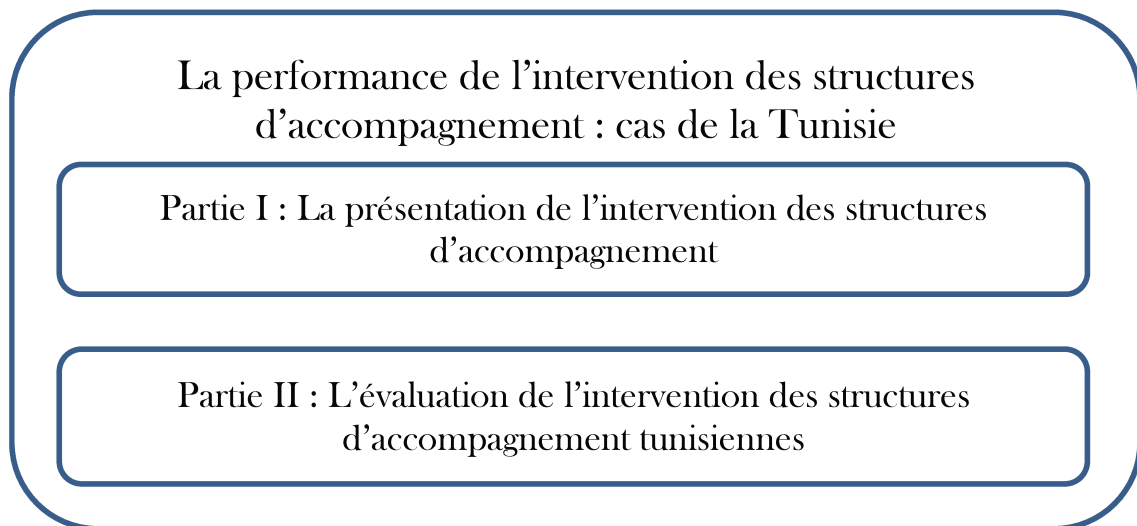 La performance de l’intervention des structures
d’accompagnement : cas de la Tunisie
Partie I : La présentation de l’intervention des structures
d’accompagnement
Partie II : L’évaluation de l’intervention des structures
d’accompagnement tunisiennes